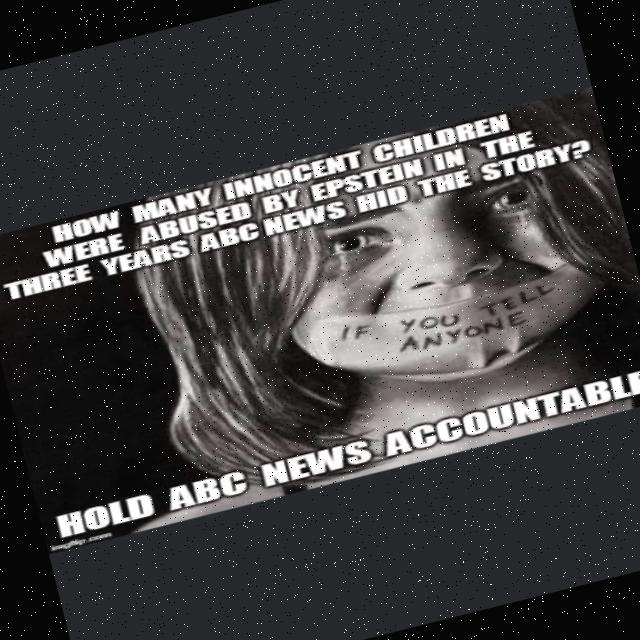 HOW MANY INNOCENT CHILDREN
WERE ABUSED BY EPSTEIN IN THE
THREE YEARS ABC NEWS HID THE STORY?
IF YOU TELL
ANYONE
HOLD ABC NEWS ACCOUNTABLE